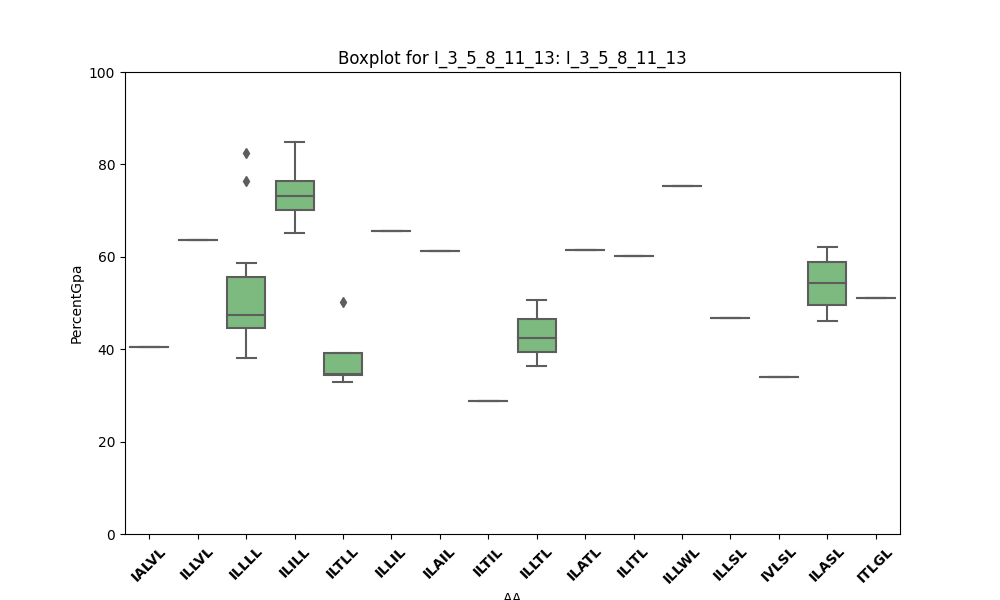 Boxplot for I_3_5_8_11_13: I_3_5_8_11_13
100
80
60
40
20
0
PercentGpa
IALVL
ILLVL
ILLLL
ILILL
ILTLL
ILLIL
ILAIL
ILTIL
ILLTL
ILATL
ILITL
ILLWL
ILLSL
IVLSL
ILASL
ITLGL
AA